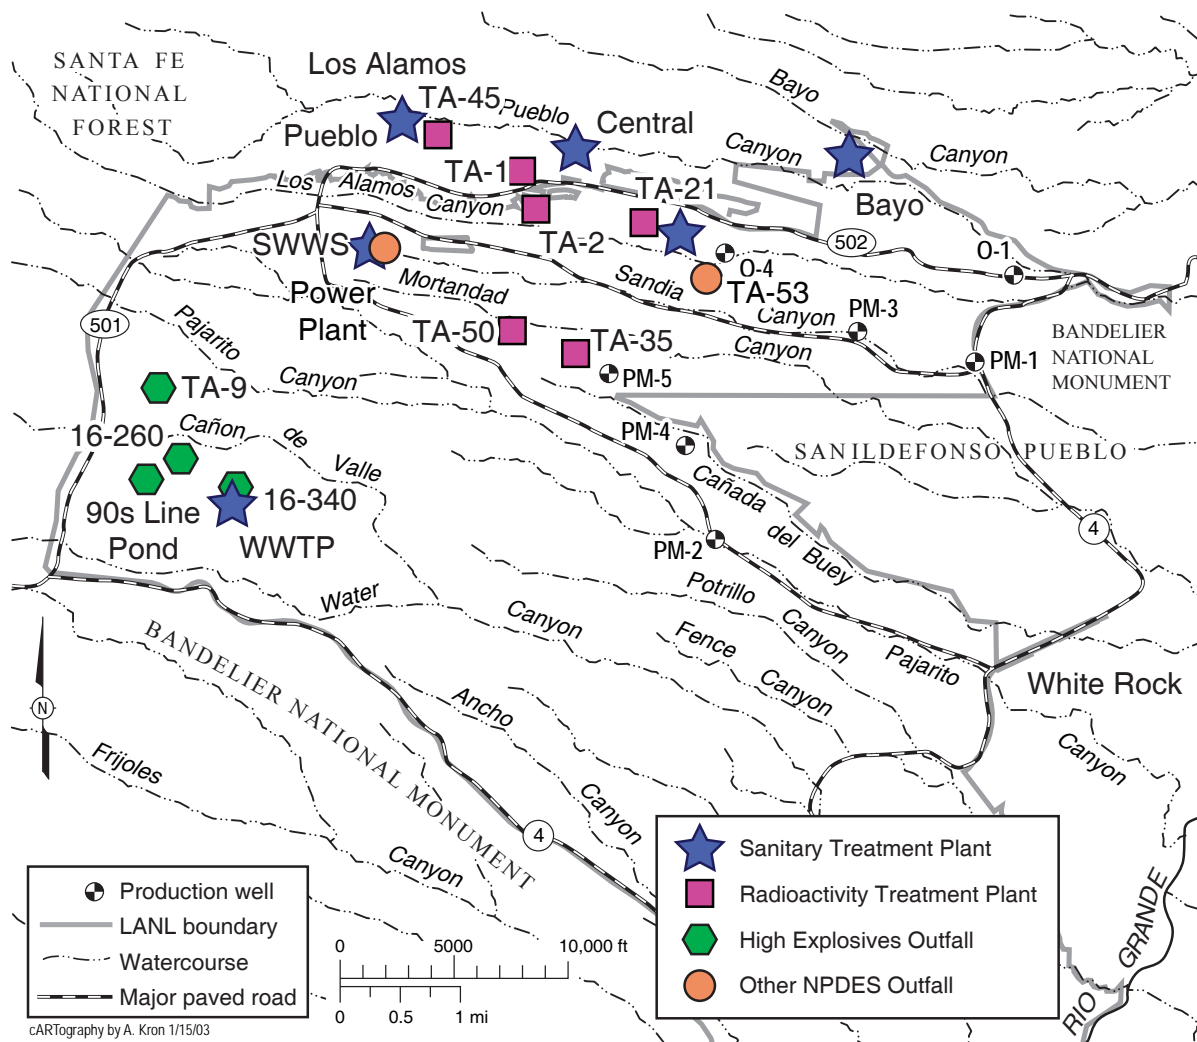 SANTA FE
NATIONAL
FOREST
Los Alamos
TA-45
Pueblo
Pueblo
Central
Bayo
Canyon
Canyon
Bayo
TA-1
Los Alamos
Canyon
TA-21
TA-2
502
SWWS
O-4
O-1
TA-53
Sandia
Canyon
Mortandad
Canyon
Power
Plant
PM-3
PM-1
BANDELIER
NATIONAL
MONUMENT
501
Pajarito
Canyon
TA-50
TA-35
PM-5
TA-9
16-260
Cañon de
Valle
PM-4
SANILDEFONSO PUEBLO
90s Line
Pond
16-340
WWTP
Cañada
del Buey
4
PM-2
Water
Canyon
Potrillo
Canyon
Fence
Canyon
Pajarito
White Rock
Canyon
BANDELIER NATIONAL MONUMENT
N
Ancho
Canyon
Frijoles
Canyon
4
RIO GRANDE
Production well
LANL boundary
Watercourse
Major paved road
0 5000 10,000 ft
0 0.5 1 mi
Sanitary Treatment Plant
Radioactivity Treatment Plant
High Explosives Outfall
Other NPDES Outfall
cARTography by A. Kron 1/15/03